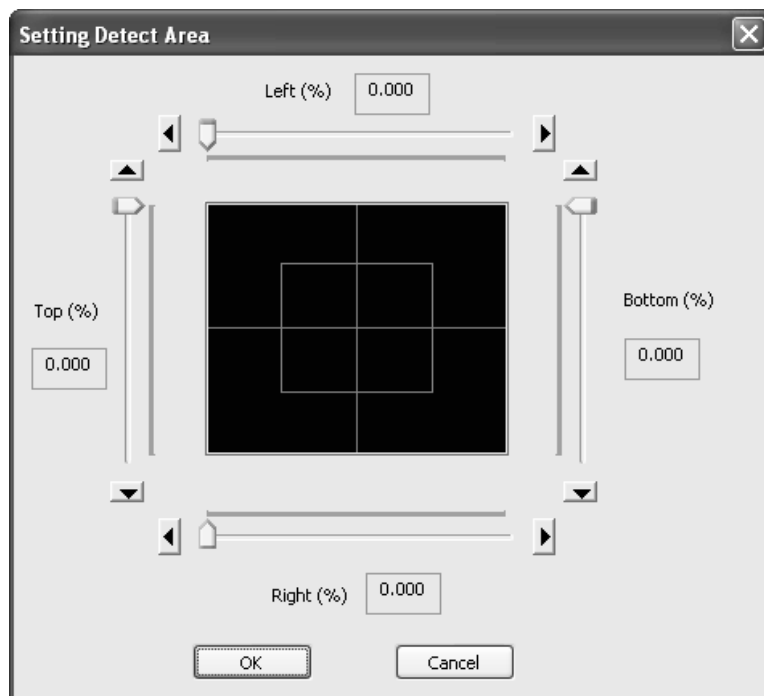 Setting Detect Area
Left (%) 0.000
Top (%)
0.000
Bottom (%)
0.000
Right (%) 0.000
OK Cancel